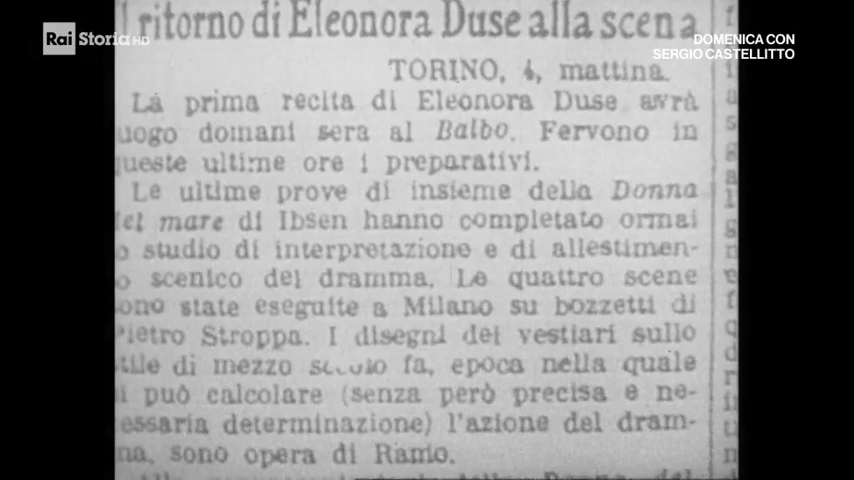 l ritorno di Eleonora Duse alla scena
Rai Storia HD
DOMENICA CON
SERGIO CASTELLITTO
TORINO, 4, mattina.
La prima recita di Eleonora Duse avrà
uogo domani sera al Balbo. Fervono in
queste ultime ore i preparativi.
Le ultime prove di insieme della Donna
del mare di Ibsen hanno completato ormai
o studio di interpretazione e di allestimen-
o scenico del dramma. Le quattro scene
sono state eseguite a Milano su bozzetti di
Pietro Stroppa. I disegni dei vestiari sullo
stile di mezzo secolo fa, epoca nella quale
si può calcolare (senza però precisa e ne-
cessaria determinazione) l'azione del dram-
ma, sono opera di Ramo.